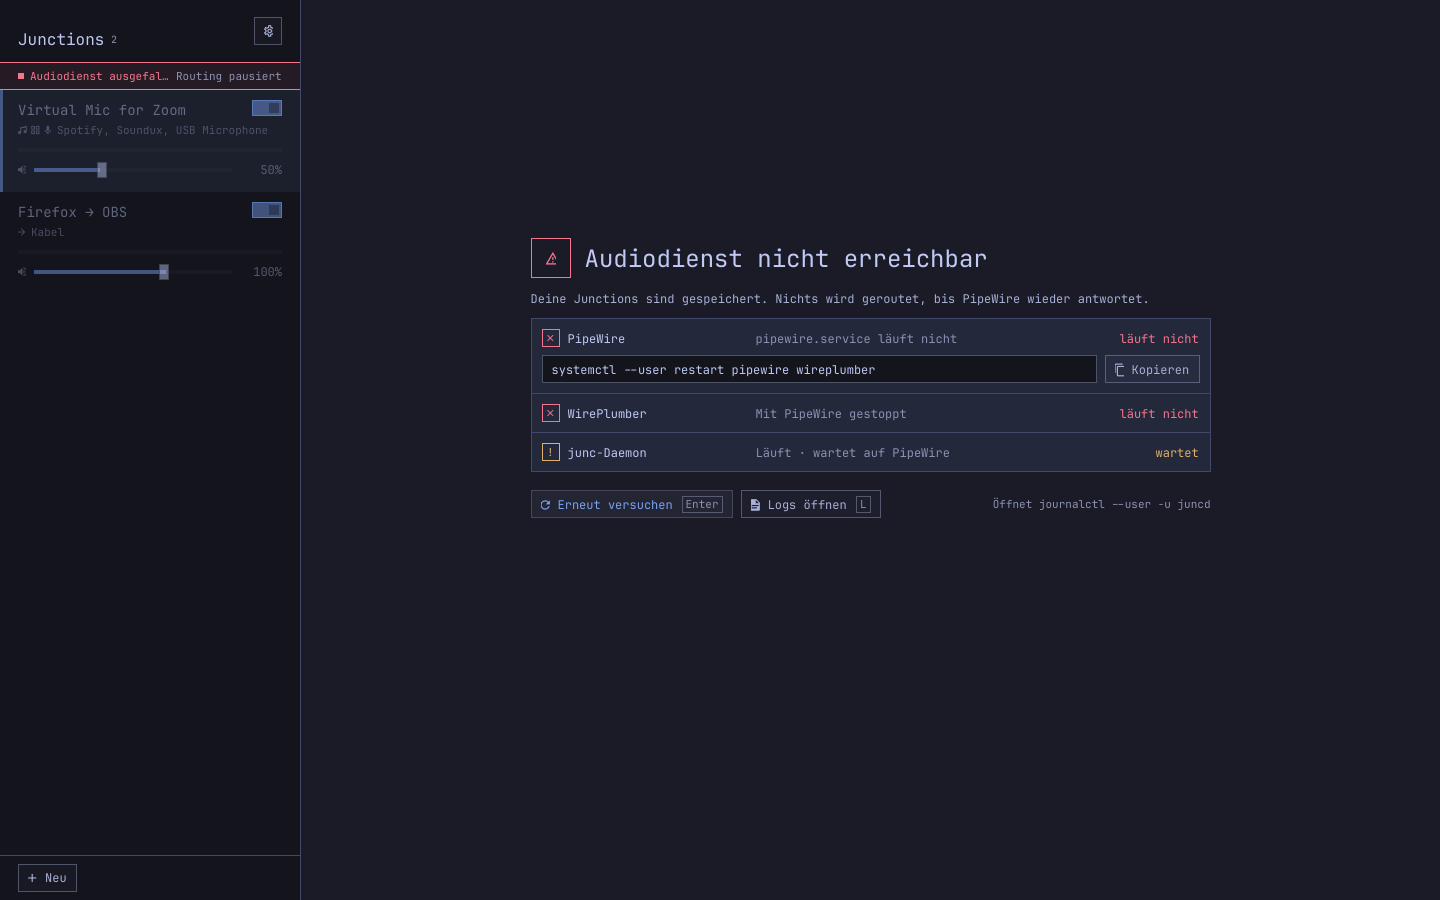 Junctions 2
Audiodienst ausgefal… Routing pausiert
Virtual Mic for Zoom
Spotify, Soundux, USB Microphone
50%
Firefox → OBS
→ Kabel
100%
+ Neu
Audiodienst nicht erreichbar
Deine Junctions sind gespeichert. Nichts wird geroutet, bis PipeWire wieder antwortet.
PipeWire pipewire.service läuft nicht läuft nicht
systemctl --user restart pipewire wireplumber Kopieren
WirePlumber Mit PipeWire gestoppt läuft nicht
! junc-Daemon Läuft · wartet auf PipeWire wartet
Erneut versuchen Enter Logs öffnen L Öffnet journalctl --user -u juncd